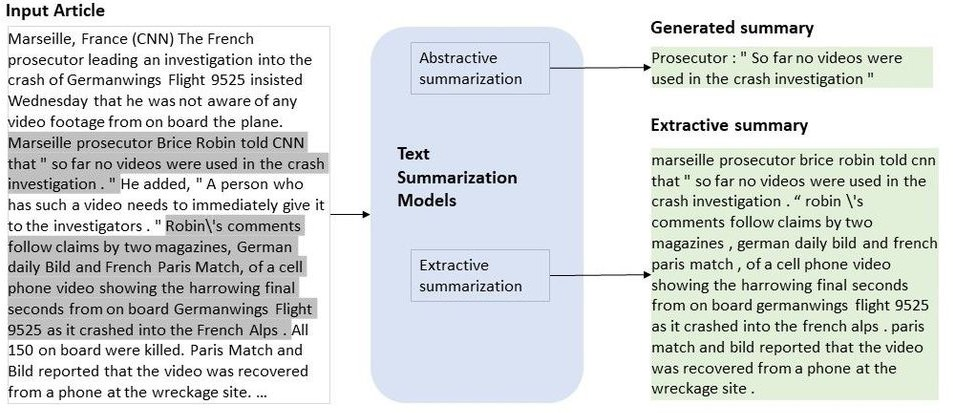 Input Article
Marseille, France (CNN) The French
prosecutor leading an investigation into the
crash of Germanwings Flight 9525 insisted
Wednesday that he was not aware of any
video footage from on board the plane.
Marseille prosecutor Brice Robin told CNN
that " so far no videos were used in the crash
investigation . " He added, " A person who
has such a video needs to immediately give it
to the investigators . " Robin\'s comments
follow claims by two magazines, German
daily Bild and French Paris Match, of a cell
phone video showing the harrowing final
seconds from on board Germanwings Flight
9525 as it crashed into the French Alps . All
150 on board were killed. Paris Match and
Bild reported that the video was recovered
from a phone at the wreckage site. ...
Abstractive
summarization
Text
Summarization
Models
Extractive
summarization
Generated summary
Prosecutor : " So far no videos were
used in the crash investigation "
Extractive summary
marseille prosecutor brice robin told cnn
that " so far no videos were used in the
crash investigation . “ robin \'s
comments follow claims by two
magazines , german daily bild and french
paris match , of a cell phone video
showing the harrowing final seconds
from on board germanwings flight 9525
as it crashed into the french alps . paris
match and bild reported that the video
was recovered from a phone at the
wreckage site .